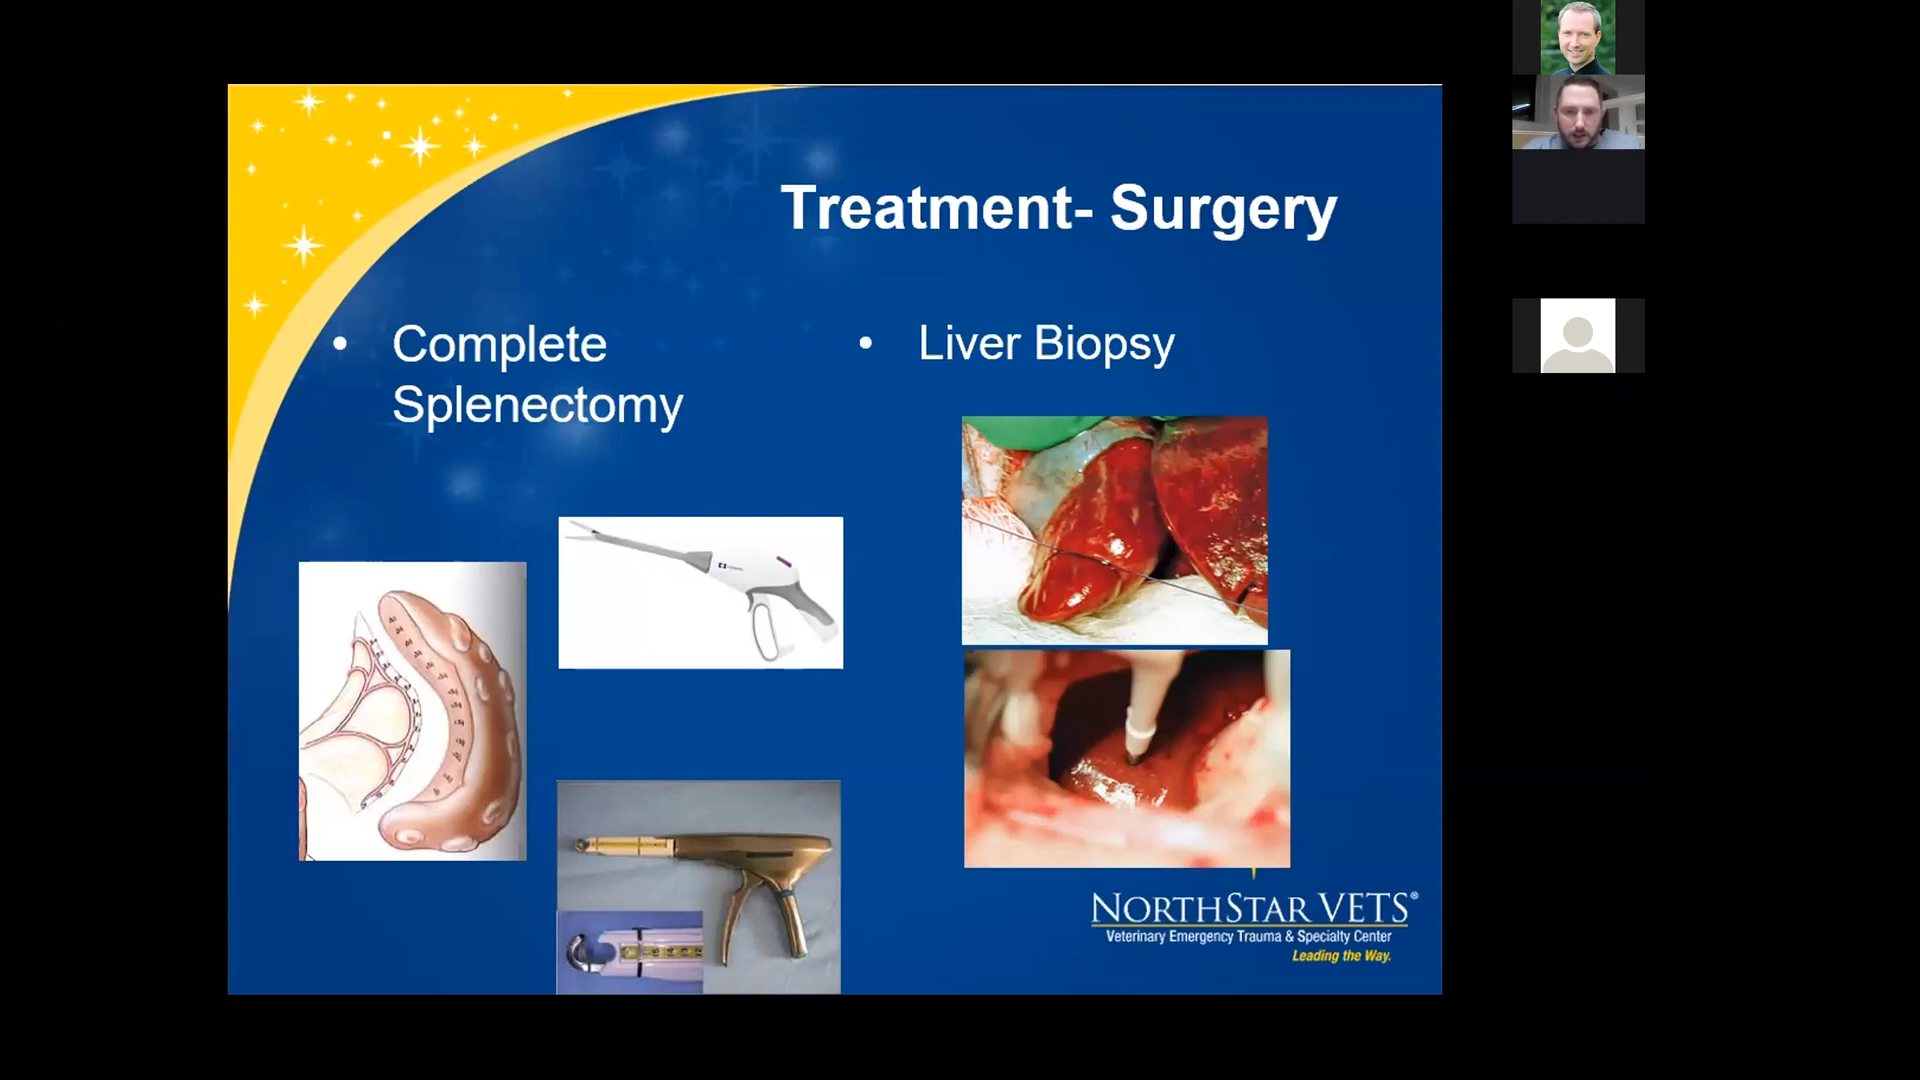 Treatment- Surgery
• Complete
Splenectomy
• Liver Biopsy
NORTHSTAR VETS®
Veterinary Emergency Trauma & Specialty Center
Leading the Way.